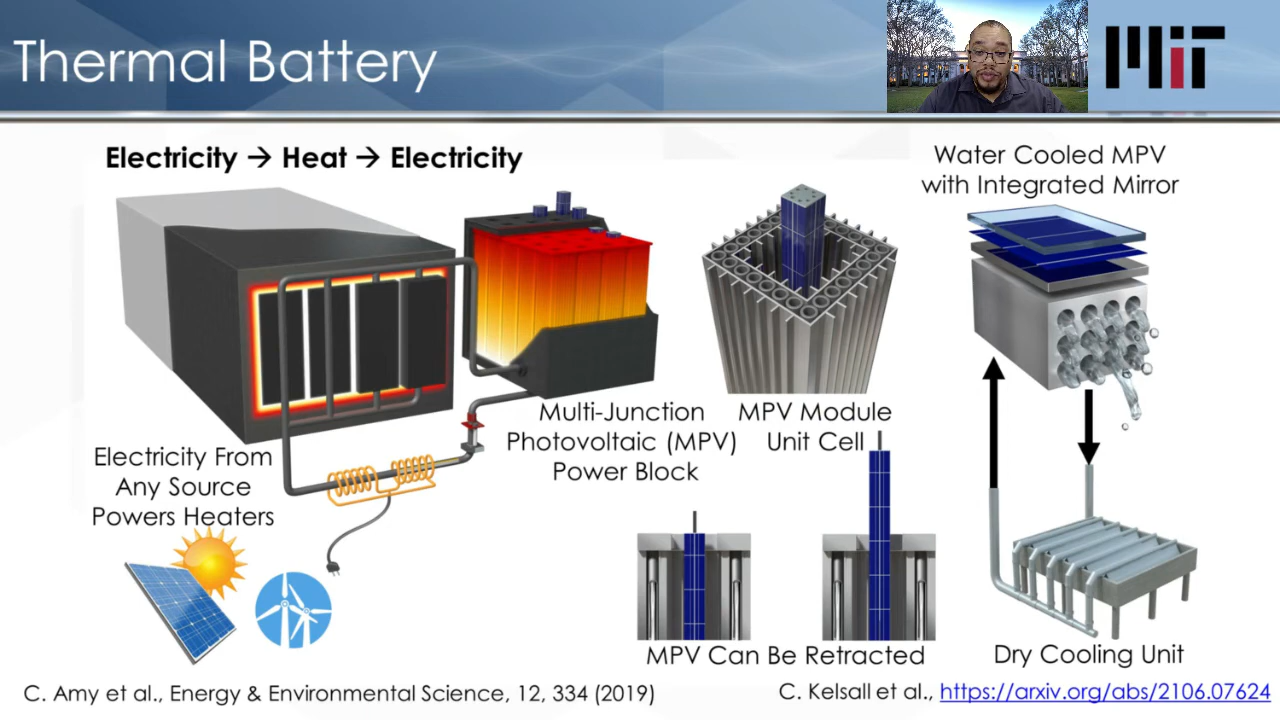 Thermal Battery
MiT
Electricity → Heat → Electricity
Water Cooled MPV
with Integrated Mirror
Multi-Junction
Photovoltaic (MPV)
Power Block
MPV Module
Unit Cell
Electricity From
Any Source
Powers Heaters
MPV Can Be Retracted
Dry Cooling Unit
C. Amy et al., Energy & Environmental Science, 12, 334 (2019)
C. Kelsall et al., https://arxiv.org/abs/2106.07624